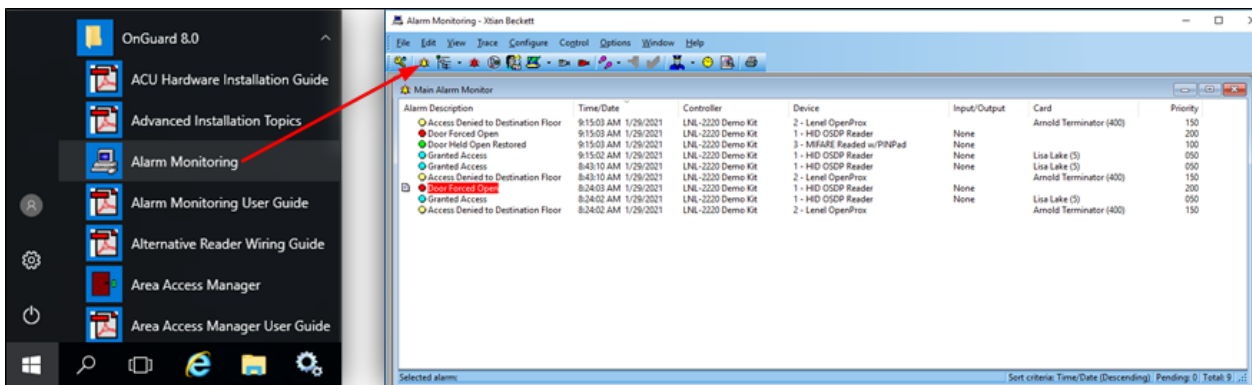 OnGuard 8.0
ACU Hardware Installation Guide
Advanced Installation Topics
Alarm Monitoring
Alarm Monitoring User Guide
Alternative Reader Wiring Guide
Area Access Manager
Area Access Manager User Guide
Alarm Monitoring - Xtian Beckett
File Edit View Trace Configure Control Options Window Help
Main Alarm Monitor
Alarm Description Time/Date Controller Device Input/Output Card Priority
Access Denied to Destination Floor 9:15:03 AM 1/29/2021 LNL-2220 Demo Kit 2 - Lenel OpenProx Arnold Terminator (400) 150
Door Forced Open 9:15:03 AM 1/29/2021 LNL-2220 Demo Kit 1 - HID OSDP Reader None 200
Door Held Open Restored 9:15:03 AM 1/29/2021 LNL-2220 Demo Kit 3 - MIFARE Readed w/PINPad None 100
Granted Access 9:15:02 AM 1/29/2021 LNL-2220 Demo Kit 1 - HID OSDP Reader None Lisa Lake (5) 050
Granted Access 8:43:10 AM 1/29/2021 LNL-2220 Demo Kit 1 - HID OSDP Reader None Lisa Lake (5) 050
Access Denied to Destination Floor 8:43:10 AM 1/29/2021 LNL-2220 Demo Kit 2 - Lenel OpenProx Arnold Terminator (400) 150
Door Forced Open 8:24:03 AM 1/29/2021 LNL-2220 Demo Kit 1 - HID OSDP Reader None 200
Granted Access 8:24:02 AM 1/29/2021 LNL-2220 Demo Kit 1 - HID OSDP Reader None Lisa Lake (5) 050
Access Denied to Destination Floor 8:24:02 AM 1/29/2021 LNL-2220 Demo Kit 2 - Lenel OpenProx Arnold Terminator (400) 150
Selected alarm: Sort criteria: Time/Date (Descending) Pending: 0 Total: 9